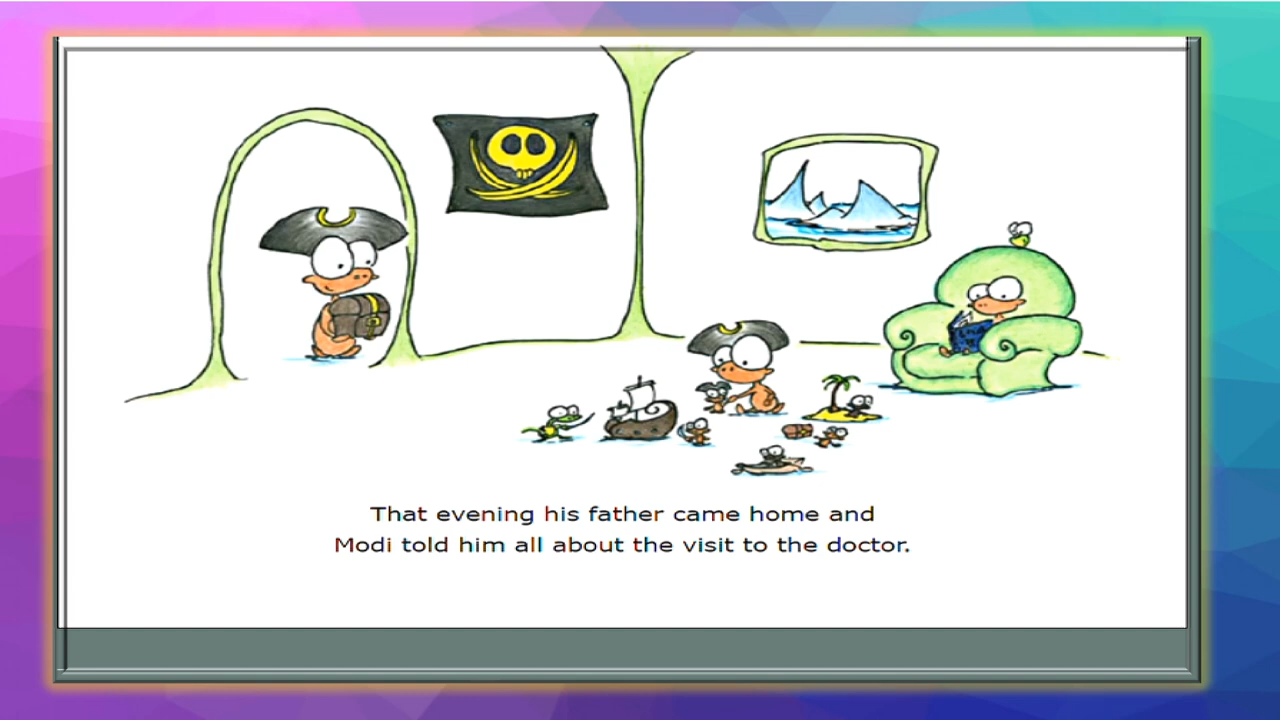 That evening his father came home and
Modi told him all about the visit to the doctor.